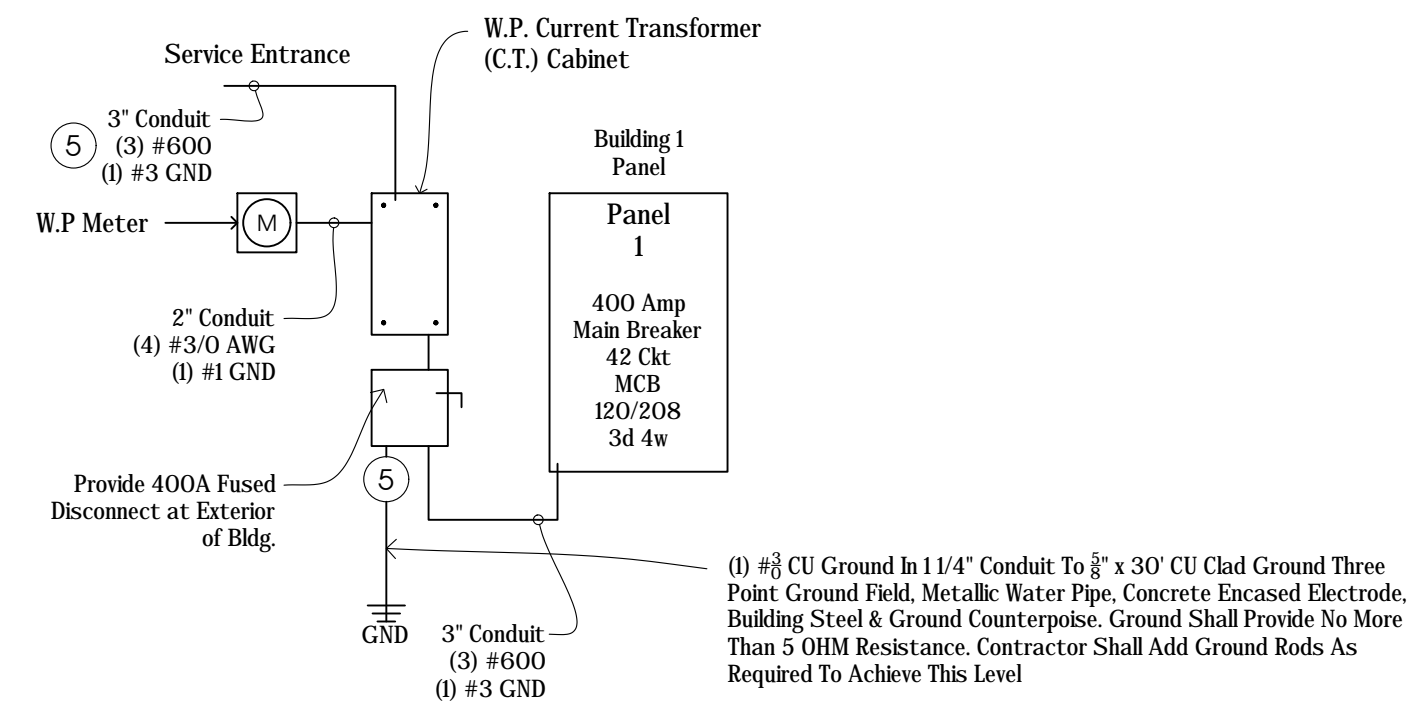 W.P. Current Transformer
(C.T.) Cabinet
Service Entrance
3" Conduit
(3) #600
(1) #3 GND
5
Building 1
Panel
W.P Meter
M
Panel
1
400 Amp
Main Breaker
42 Ckt
MCB
120/208
3d 4w
2" Conduit
(4) #3/0 AWG
(1) #1 GND
Provide 400A Fused
Disconnect at Exterior
of Bldg.
5
GND
3" Conduit
(3) #600
(1) #3 GND
(1) #3/0 CU Ground In 1 1/4" Conduit To 5/8" x 30' CU Clad Ground Three
Point Ground Field, Metallic Water Pipe, Concrete Encased Electrode,
Building Steel & Ground Counterpoise. Ground Shall Provide No More
Than 5 OHM Resistance. Contractor Shall Add Ground Rods As
Required To Achieve This Level